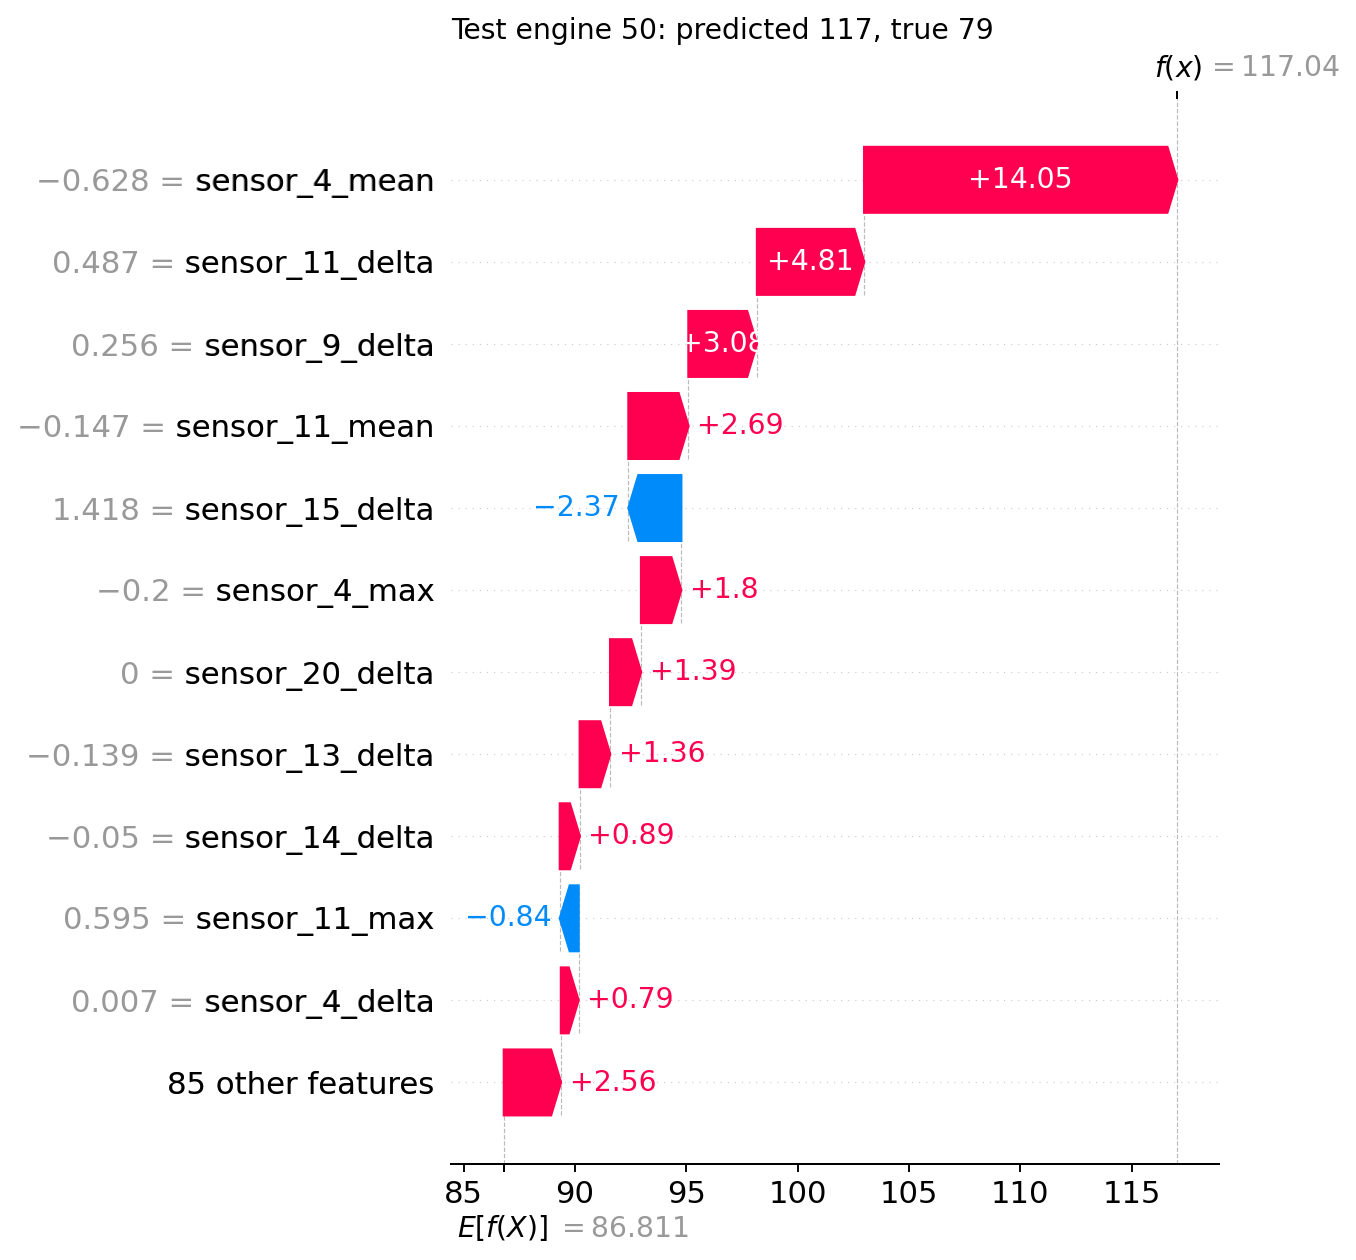 Test engine 50: predicted 117, true 79
f(x) = 117.04
−0.628 = sensor_4_mean +14.05
0.487 = sensor_11_delta +4.81
0.256 = sensor_9_delta +3.08
−0.147 = sensor_11_mean +2.69
1.418 = sensor_15_delta −2.37
−0.2 = sensor_4_max +1.8
0 = sensor_20_delta +1.39
−0.139 = sensor_13_delta +1.36
−0.05 = sensor_14_delta +0.89
0.595 = sensor_11_max −0.84
0.007 = sensor_4_delta +0.79
85 other features +2.56
85 90 95 100 105 110 115
E[f(X)] = 86.811